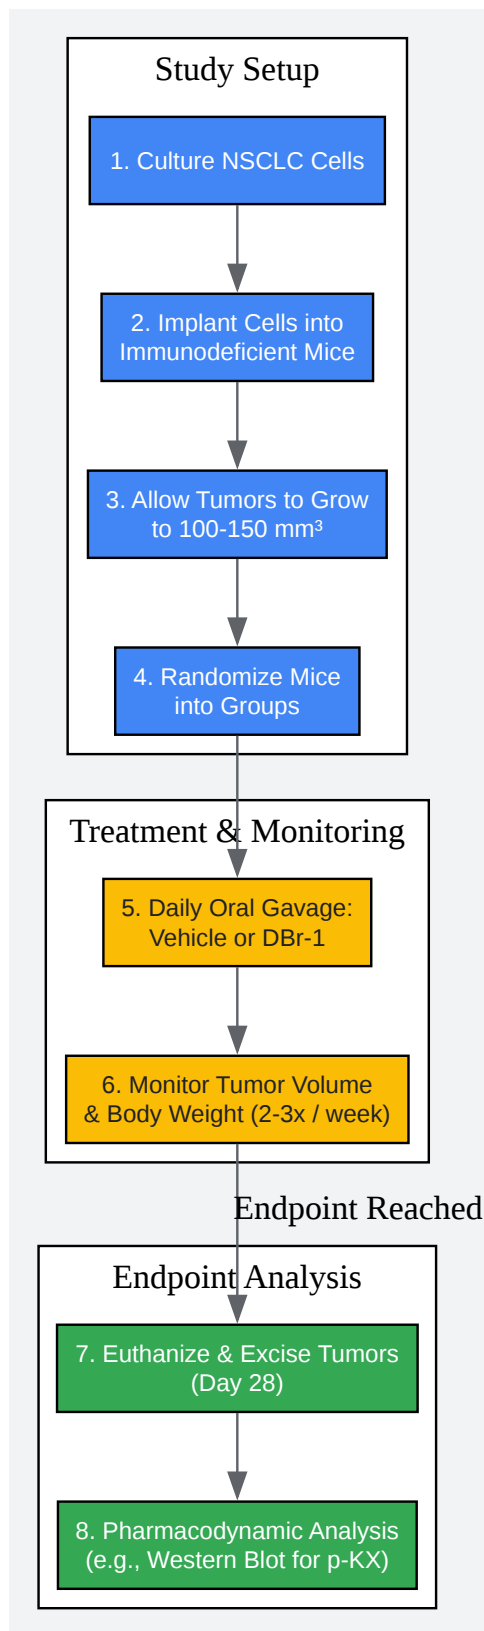 Study Setup
1. Culture NSCLC Cells
2. Implant Cells into
Immunodeficient Mice
3. Allow Tumors to Grow
to 100-150 mm³
4. Randomize Mice
into Groups
Treatment & Monitoring
5. Daily Oral Gavage:
Vehicle or DBr-1
6. Monitor Tumor Volume
& Body Weight (2-3x / week)
Endpoint Reached
Endpoint Analysis
7. Euthanize & Excise Tumors
(Day 28)
8. Pharmacodynamic Analysis
(e.g., Western Blot for p-KX)